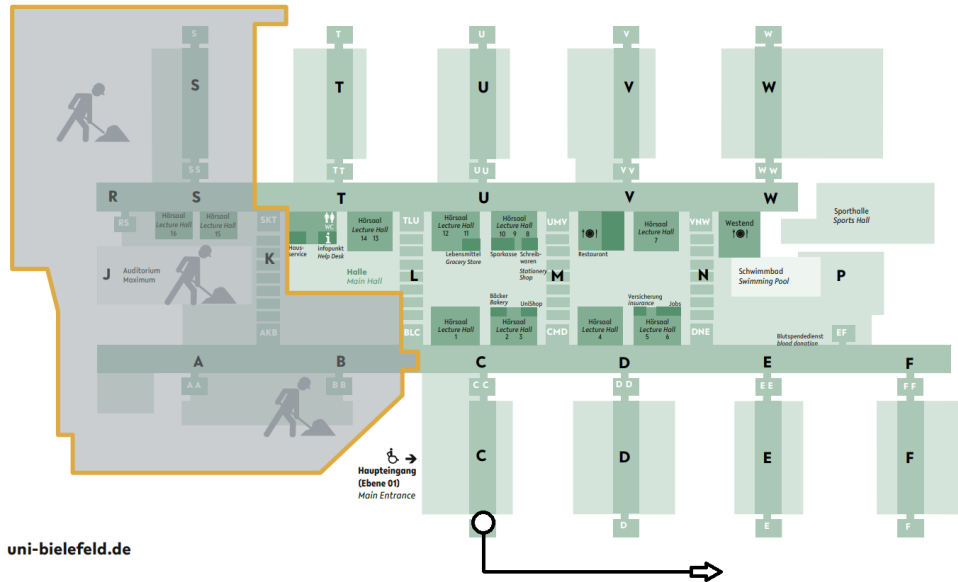 S
T
U
V
W
S
T
U
V
W
SS
TT
UU
VV
WW
R
S
T
U
V
W
RS
Hörsaal
Lecture Hall
16
Hörsaal
Lecture Hall
15
SKT
WC
Hörsaal
Lecture Hall
14 13
TLU
Hörsaal
Lecture Hall
12 11
Hörsaal
Lecture Hall
10 9 8
UMV
Hörsaal
Lecture Hall
7
VNW
Westend
Sporthalle
Sports Hall
Haus-
service
infopunkt
Help Desk
Lebensmittel
Grocery Store
Sparkasse
Schreib-
waren
Stationery
Shop
Restaurant
J
Auditorium
Maximum
K
Halle
Main Hall
L
M
N
Schwimmbad
Swimming Pool
P
Bäcker
Bakery
UniShop
Versicherung
insurance
Jobs
AKB
BLC
Hörsaal
Lecture Hall
1
Hörsaal
Lecture Hall
2 3
CMD
Hörsaal
Lecture Hall
4
Hörsaal
Lecture Hall
5 6
DNE
Blutspendedienst
blood donation
EF
A
B
C
D
E
F
AA
BB
CC
DD
EE
FF
C
D
E
F
Haupteingang
(Ebene 01)
Main Entrance
D
E
F
uni-bielefeld.de